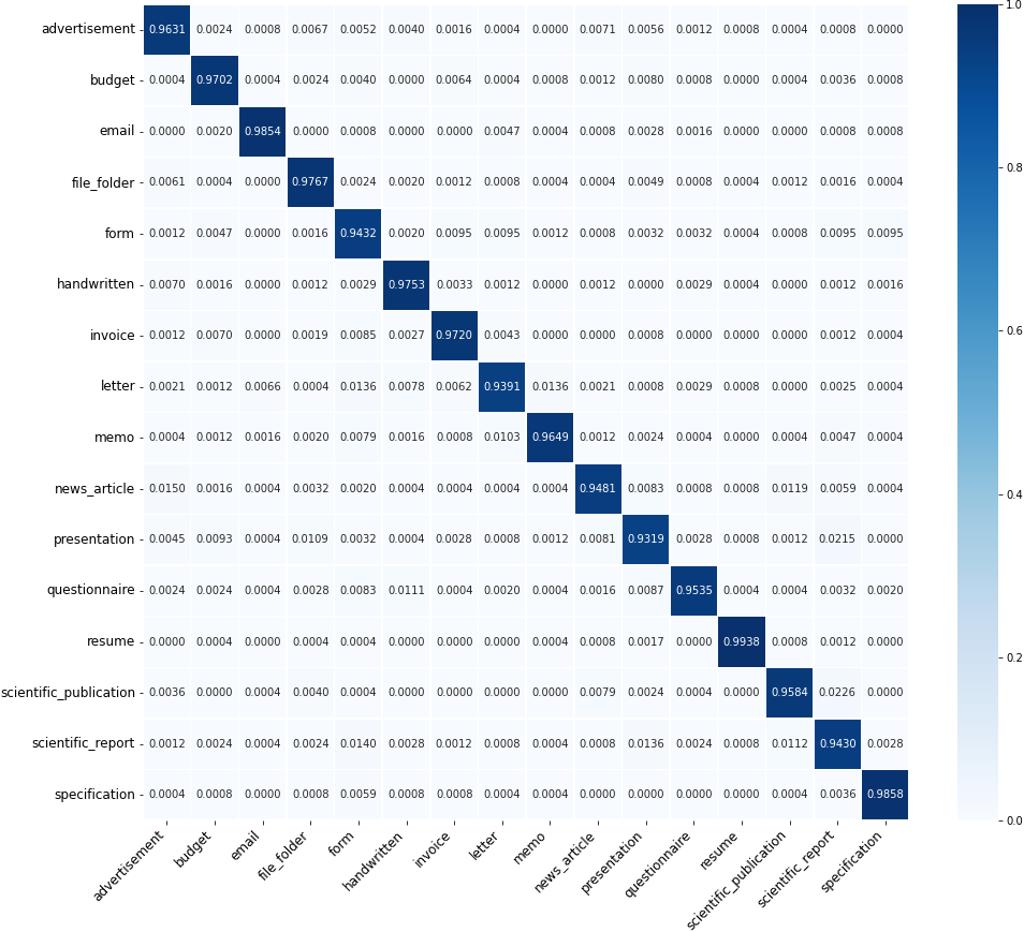 advertisement 0.9631 0.0024 0.0008 0.0067 0.0052 0.0040 0.0016 0.0004 0.0000 0.0071 0.0056 0.0012 0.0008 0.0004 0.0008 0.0000
budget 0.0004 0.9702 0.0004 0.0024 0.0040 0.0000 0.0064 0.0004 0.0008 0.0012 0.0080 0.0008 0.0000 0.0004 0.0036 0.0008
email 0.0000 0.0020 0.9854 0.0000 0.0008 0.0000 0.0000 0.0047 0.0004 0.0008 0.0028 0.0016 0.0000 0.0000 0.0008 0.0008
file_folder 0.0061 0.0004 0.0000 0.9767 0.0024 0.0020 0.0012 0.0008 0.0004 0.0004 0.0049 0.0008 0.0004 0.0012 0.0016 0.0004
form 0.0012 0.0047 0.0000 0.0016 0.9432 0.0020 0.0095 0.0095 0.0012 0.0008 0.0032 0.0032 0.0004 0.0008 0.0095 0.0095
handwritten 0.0070 0.0016 0.0000 0.0012 0.0029 0.9753 0.0033 0.0012 0.0000 0.0012 0.0000 0.0029 0.0004 0.0000 0.0012 0.0016
invoice 0.0012 0.0070 0.0000 0.0019 0.0085 0.0027 0.9720 0.0043 0.0000 0.0000 0.0008 0.0000 0.0000 0.0000 0.0012 0.0004
letter 0.0021 0.0012 0.0066 0.0004 0.0136 0.0078 0.0062 0.9391 0.0136 0.0021 0.0008 0.0029 0.0008 0.0000 0.0025 0.0004
memo 0.0004 0.0012 0.0016 0.0020 0.0079 0.0016 0.0008 0.0103 0.9649 0.0012 0.0024 0.0004 0.0000 0.0004 0.0047 0.0004
news_article 0.0150 0.0016 0.0004 0.0032 0.0020 0.0004 0.0004 0.0004 0.0004 0.9481 0.0083 0.0008 0.0008 0.0119 0.0059 0.0004
presentation 0.0045 0.0093 0.0004 0.0109 0.0032 0.0004 0.0028 0.0008 0.0012 0.0081 0.9319 0.0028 0.0008 0.0012 0.0215 0.0000
questionnaire 0.0024 0.0024 0.0004 0.0028 0.0083 0.0111 0.0004 0.0020 0.0004 0.0016 0.0087 0.9535 0.0004 0.0004 0.0032 0.0020
resume 0.0000 0.0004 0.0000 0.0004 0.0004 0.0000 0.0000 0.0000 0.0004 0.0008 0.0017 0.0000 0.9938 0.0008 0.0012 0.0000
scientific_publication 0.0036 0.0000 0.0004 0.0040 0.0004 0.0000 0.0000 0.0000 0.0000 0.0079 0.0024 0.0004 0.0000 0.9584 0.0226 0.0000
scientific_report 0.0012 0.0024 0.0004 0.0024 0.0140 0.0028 0.0012 0.0008 0.0004 0.0008 0.0136 0.0024 0.0008 0.0112 0.9430 0.0028
specification 0.0004 0.0008 0.0000 0.0008 0.0059 0.0008 0.0008 0.0004 0.0004 0.0000 0.0000 0.0000 0.0000 0.0004 0.0036 0.9858
advertisement
budget
email
file_folder
form
handwritten
invoice
letter
memo
news_article
presentation
questionnaire
resume
scientific_publication
scientific_report
specification
1.0
0.8
0.6
0.4
0.2
0.0